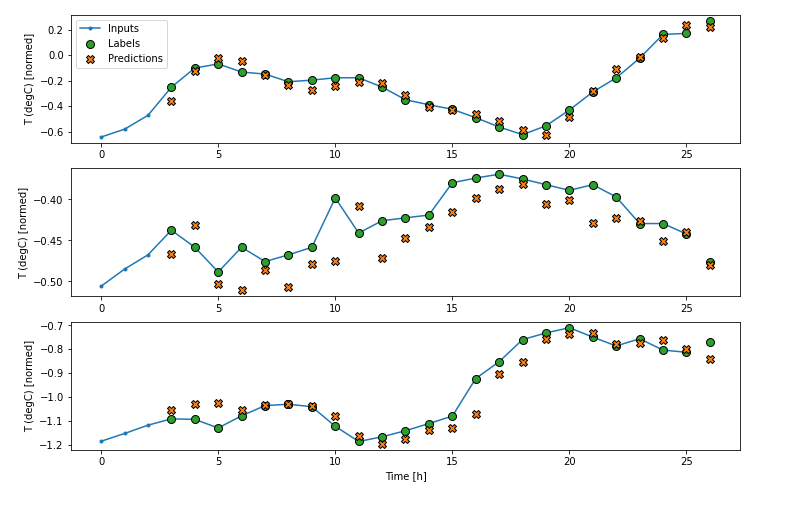 Inputs
Labels
Predictions
T (degC) [normed]
0.2
0.0
−0.2
−0.4
−0.6
0 5 10 15 20 25
T (degC) [normed]
−0.40
−0.45
−0.50
0 5 10 15 20 25
T (degC) [normed]
−0.7
−0.8
−0.9
−1.0
−1.1
−1.2
0 5 10 15 20 25
Time [h]